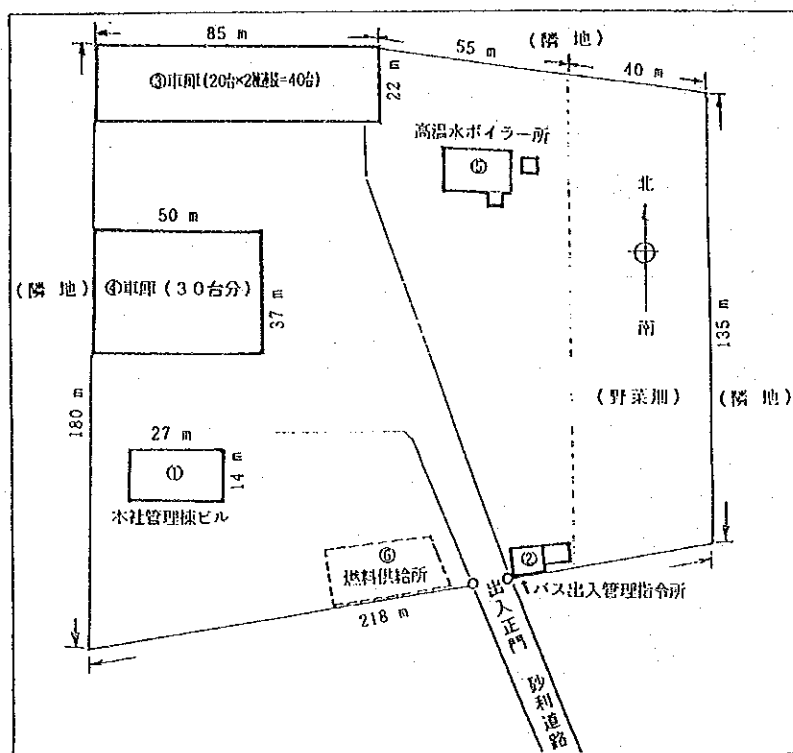 85 m
55 m
(隣 地)
40 m
③車庫(20台×2階建=40台)
22 m
高温水ボイラー所
⑤
北
南
50 m
(隣 地)
④車庫(30台分)
37 m
135 m
(野菜畑)
(隣 地)
180 m
27 m
①
14 m
本社管理棟ビル
⑥
燃料供給所
②
バス出入管理指令所
出入正門
218 m
砂利道路